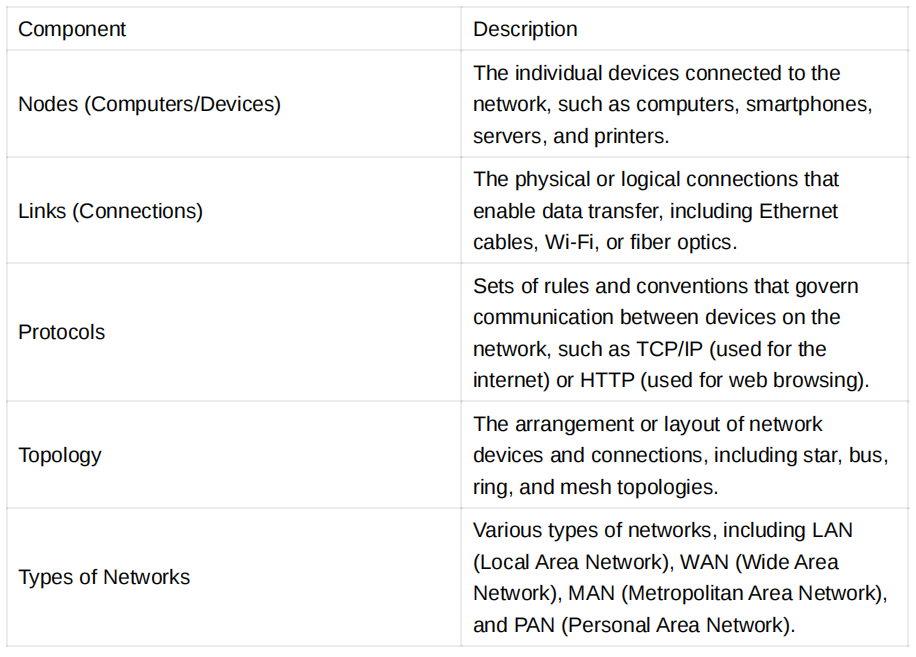 Component
Description
Nodes (Computers/Devices)
The individual devices connected to the
network, such as computers, smartphones,
servers, and printers.
Links (Connections)
The physical or logical connections that
enable data transfer, including Ethernet
cables, Wi-Fi, or fiber optics.
Protocols
Sets of rules and conventions that govern
communication between devices on the
network, such as TCP/IP (used for the
internet) or HTTP (used for web browsing).
Topology
The arrangement or layout of network
devices and connections, including star, bus,
ring, and mesh topologies.
Types of Networks
Various types of networks, including LAN
(Local Area Network), WAN (Wide Area
Network), MAN (Metropolitan Area Network),
and PAN (Personal Area Network).